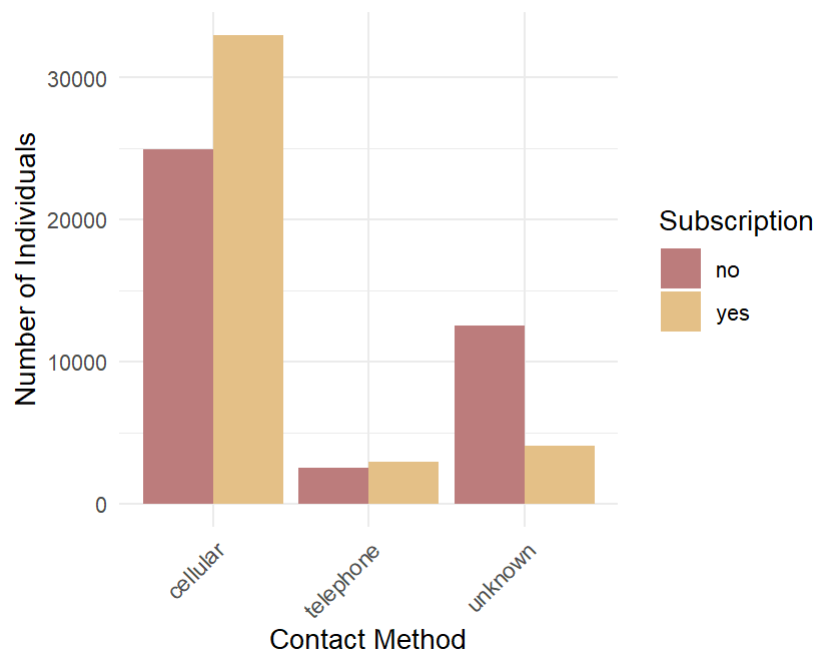 Number of Individuals
30000
20000
10000
0
cellular
telephone
unknown
Contact Method
Subscription
no
yes